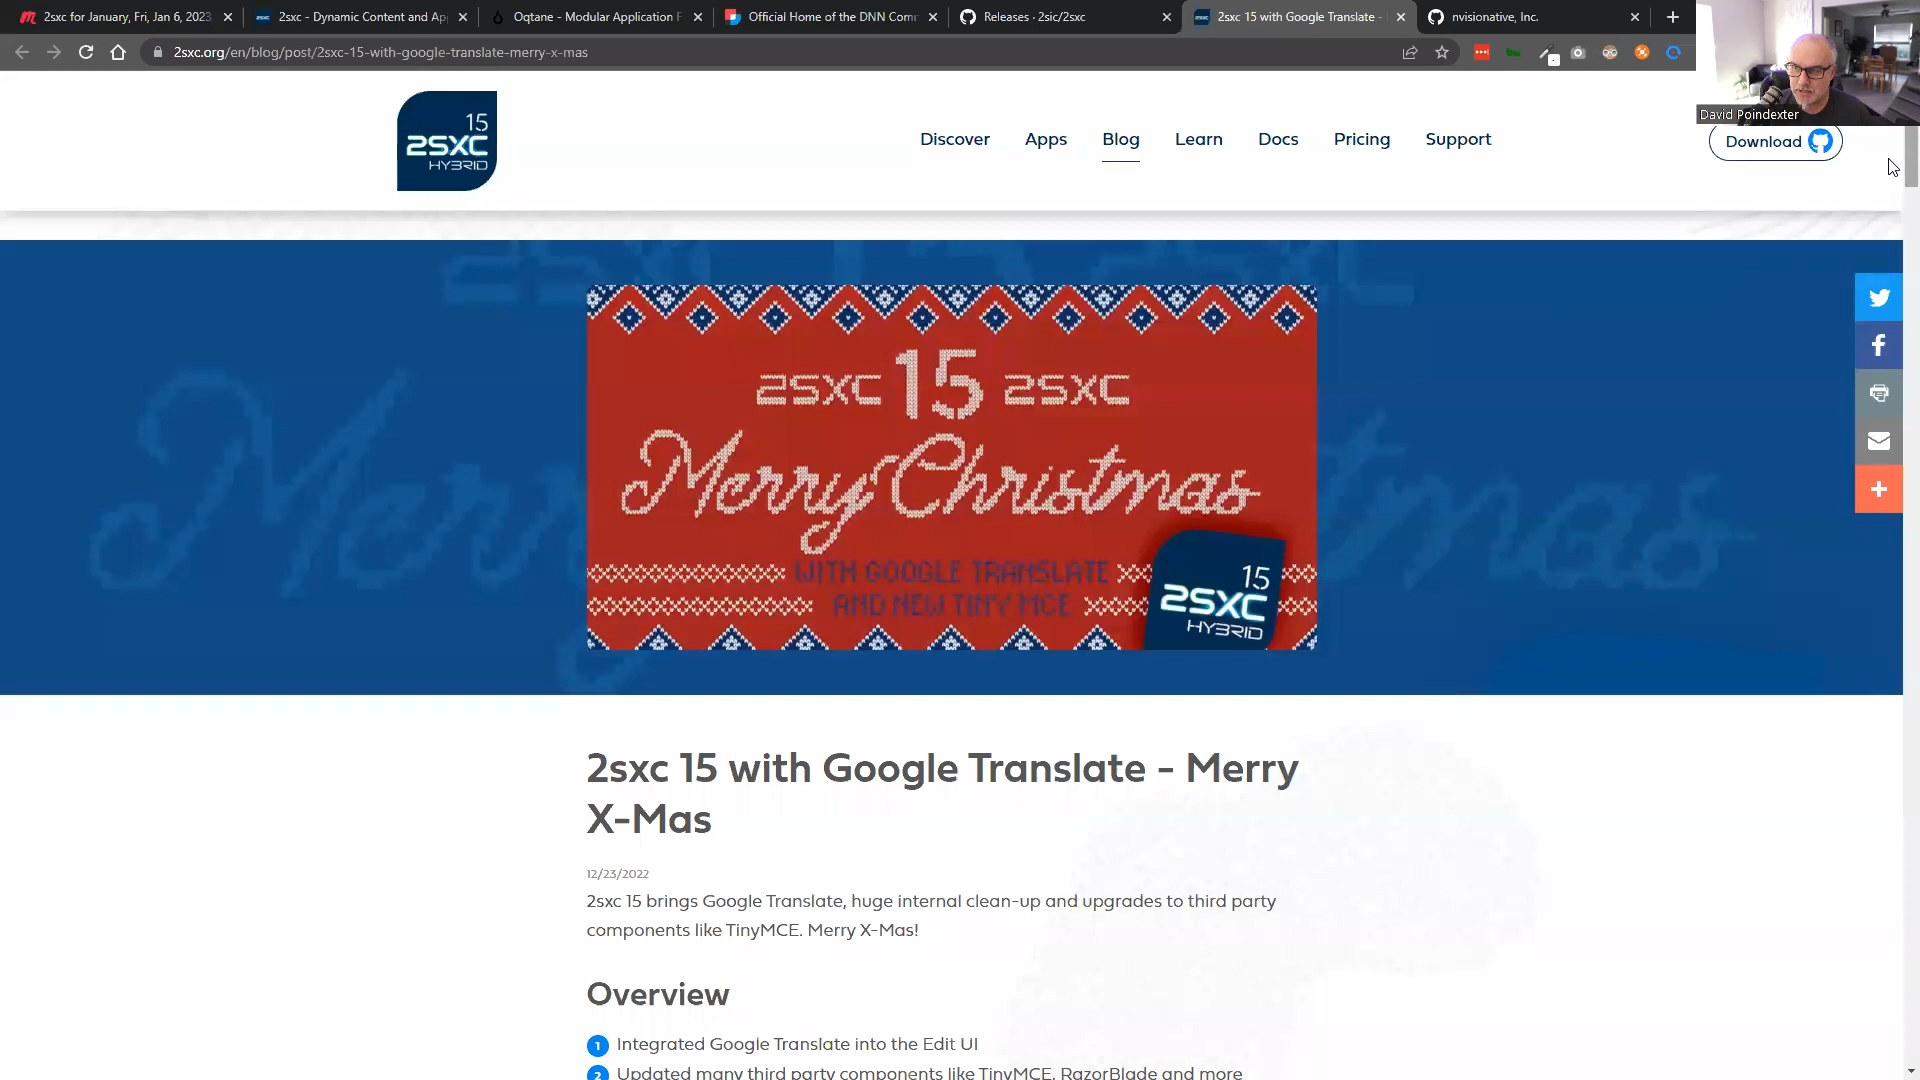 2sxc for January, Fri, Jan 6, 2023
2sxc - Dynamic Content and Ap
Oqtane - Modular Application F
Official Home of the DNN Comm
Releases · 2sic/2sxc
2sxc 15 with Google Translate -
nvisionative, Inc.
2sxc.org/en/blog/post/2sxc-15-with-google-translate-merry-x-mas
David Poindexter
15
2SXC
HYBRID
Discover
Apps
Blog
Learn
Docs
Pricing
Support
Download
2SXC 15 2SXC
Merry Christmas
WITH GOOGLE TRANSLATE
AND NEW TINY MCE
15
2SXC
HYBRID
2sxc 15 with Google Translate - Merry
X-Mas
12/23/2022
2sxc 15 brings Google Translate, huge internal clean-up and upgrades to third party
components like TinyMCE. Merry X-Mas!
Overview
1 Integrated Google Translate into the Edit UI
2 Updated many third party components like TinyMCE, RazorBlade and more